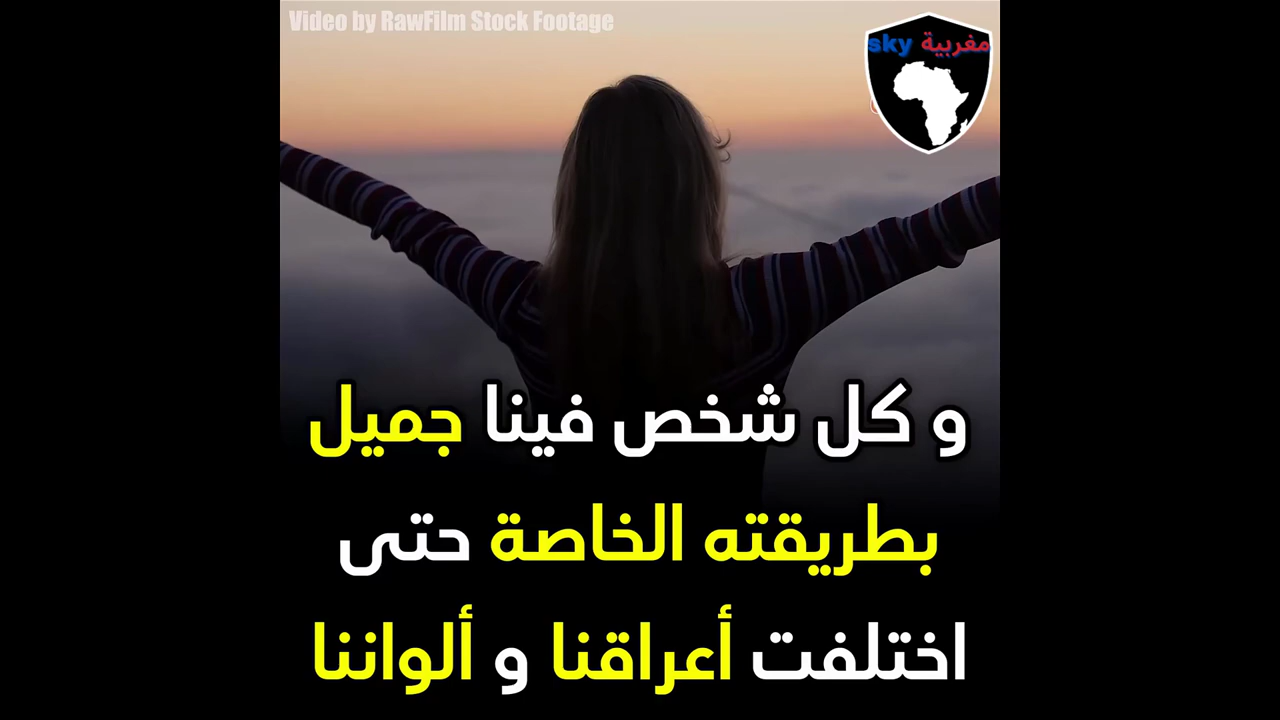 Video by RawFilm Stock Footage
مغربية sky
و كل شخص فينا جميل
بطريقته الخاصة حتى
اختلفت أعراقنا و ألواننا